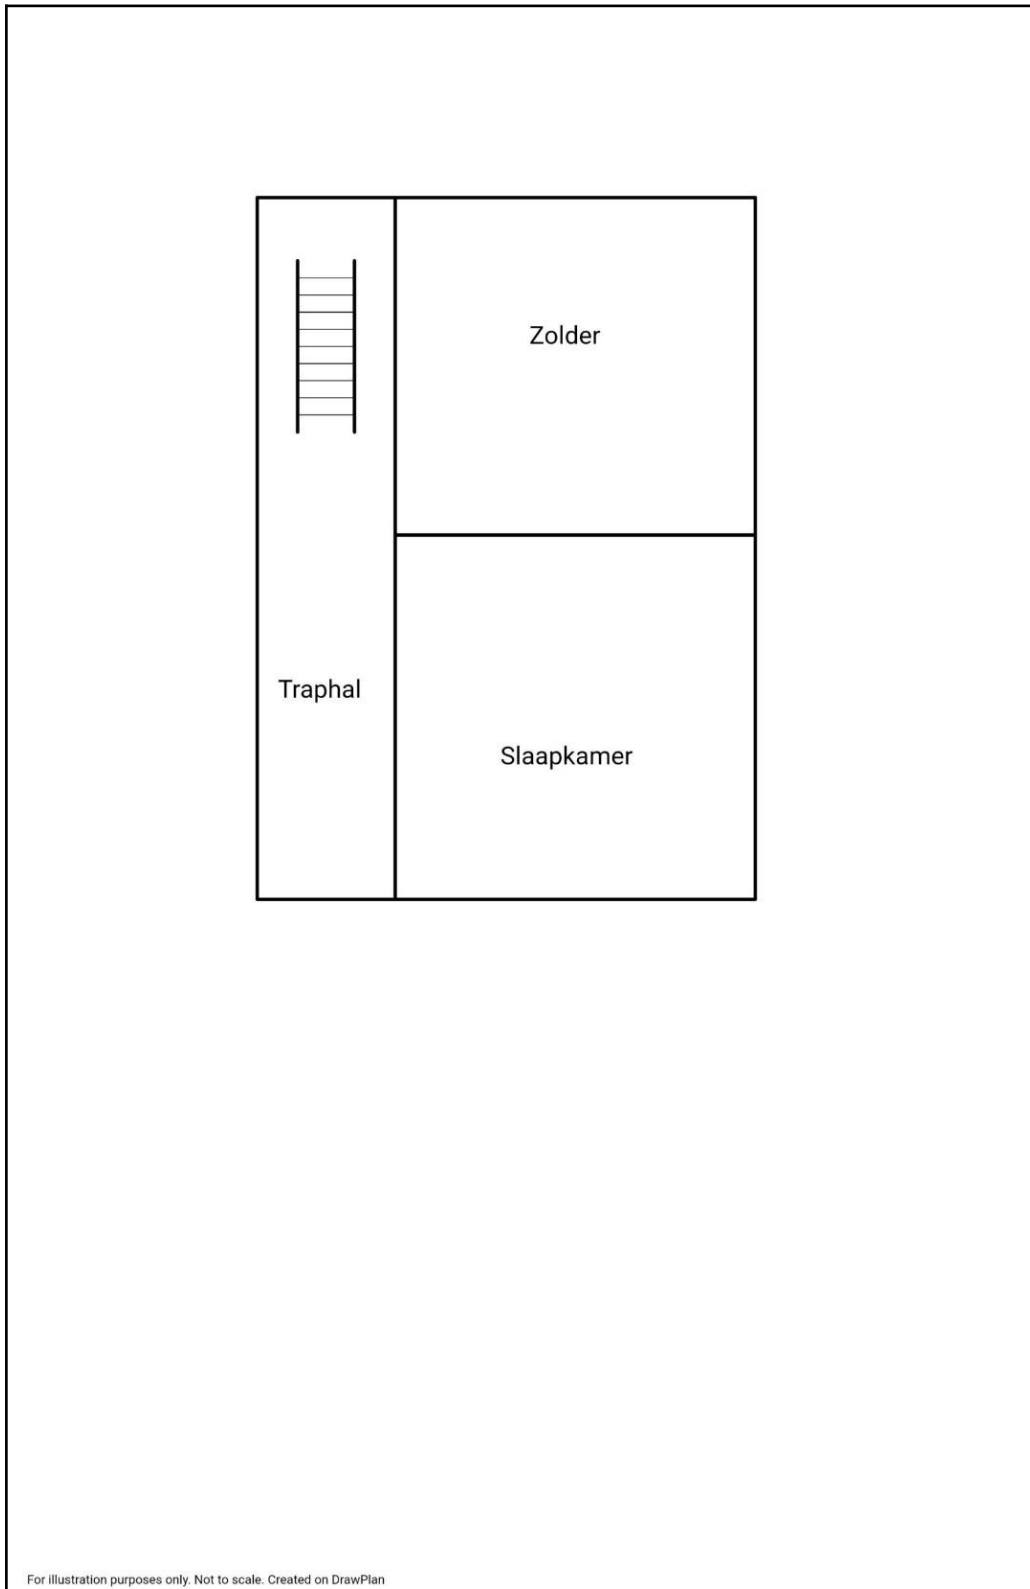 Zolder
Traphal
Slaapkamer
For illustration purposes only. Not to scale. Created on DrawPlan